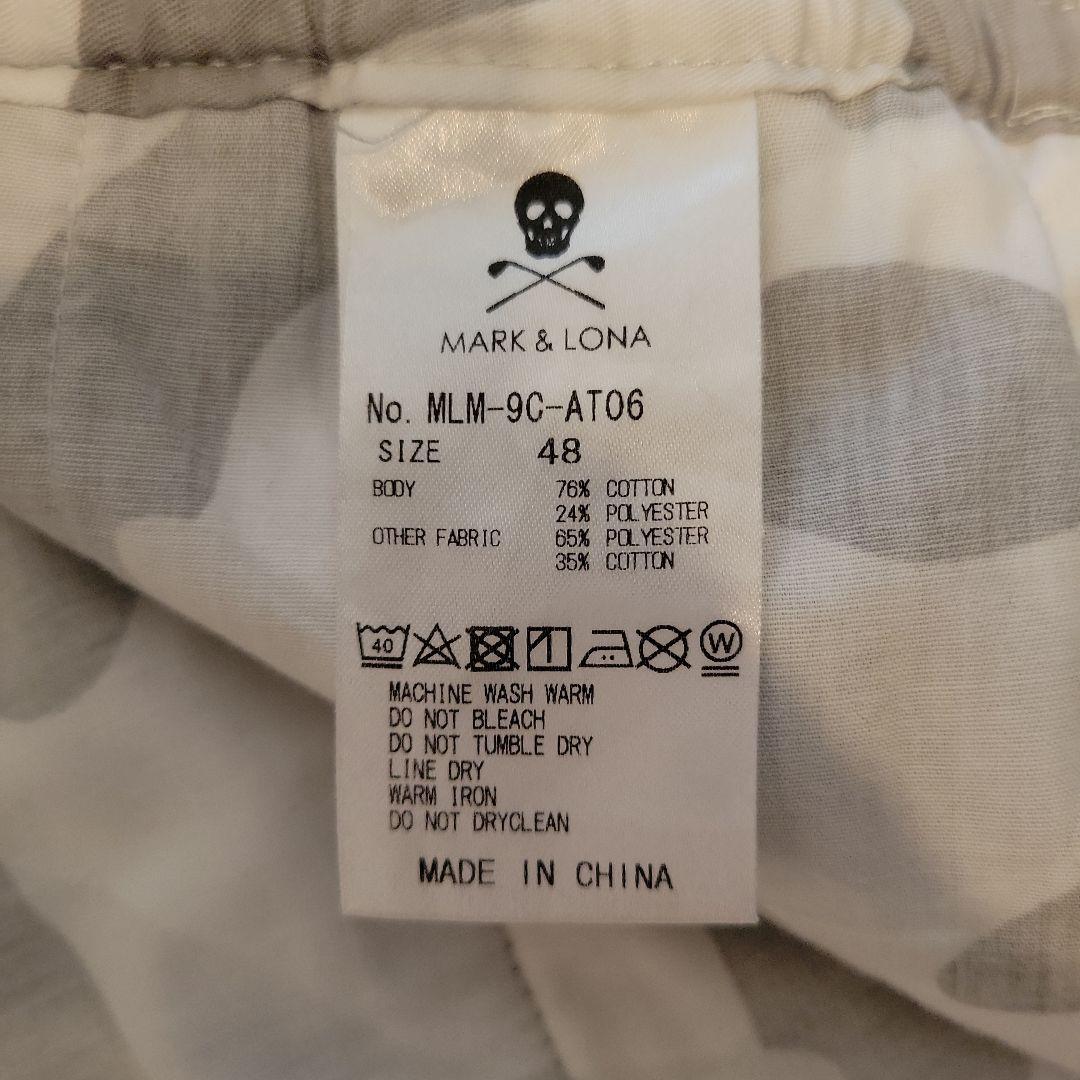 MARK & LONA
No. MLM-9C-AT06
SIZE 48
BODY 76% COTTON
24% POLYESTER
OTHER FABRIC 65% POLYESTER
35% COTTON
40 W
MACHINE WASH WARM
DO NOT BLEACH
DO NOT TUMBLE DRY
LINE DRY
WARM IRON
DO NOT DRYCLEAN
MADE IN CHINA